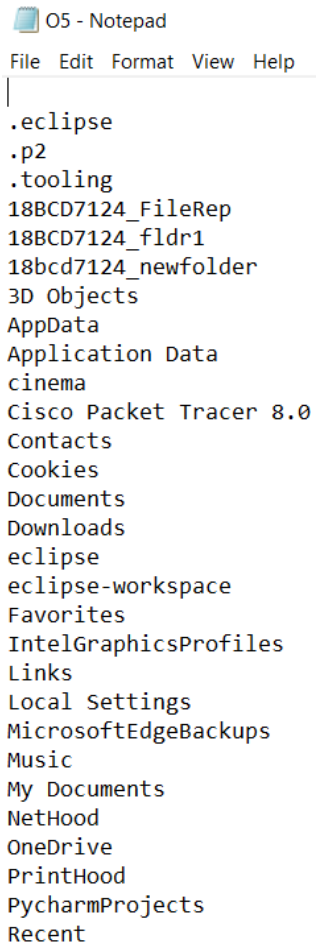 O5 - Notepad
File Edit Format View Help
.eclipse
.p2
.tooling
18BCD7124_FileRep
18BCD7124_fldr1
18bcd7124_newfolder
3D Objects
AppData
Application Data
cinema
Cisco Packet Tracer 8.0
Contacts
Cookies
Documents
Downloads
eclipse
eclipse-workspace
Favorites
IntelGraphicsProfiles
Links
Local Settings
MicrosoftEdgeBackups
Music
My Documents
NetHood
OneDrive
PrintHood
PycharmProjects
Recent